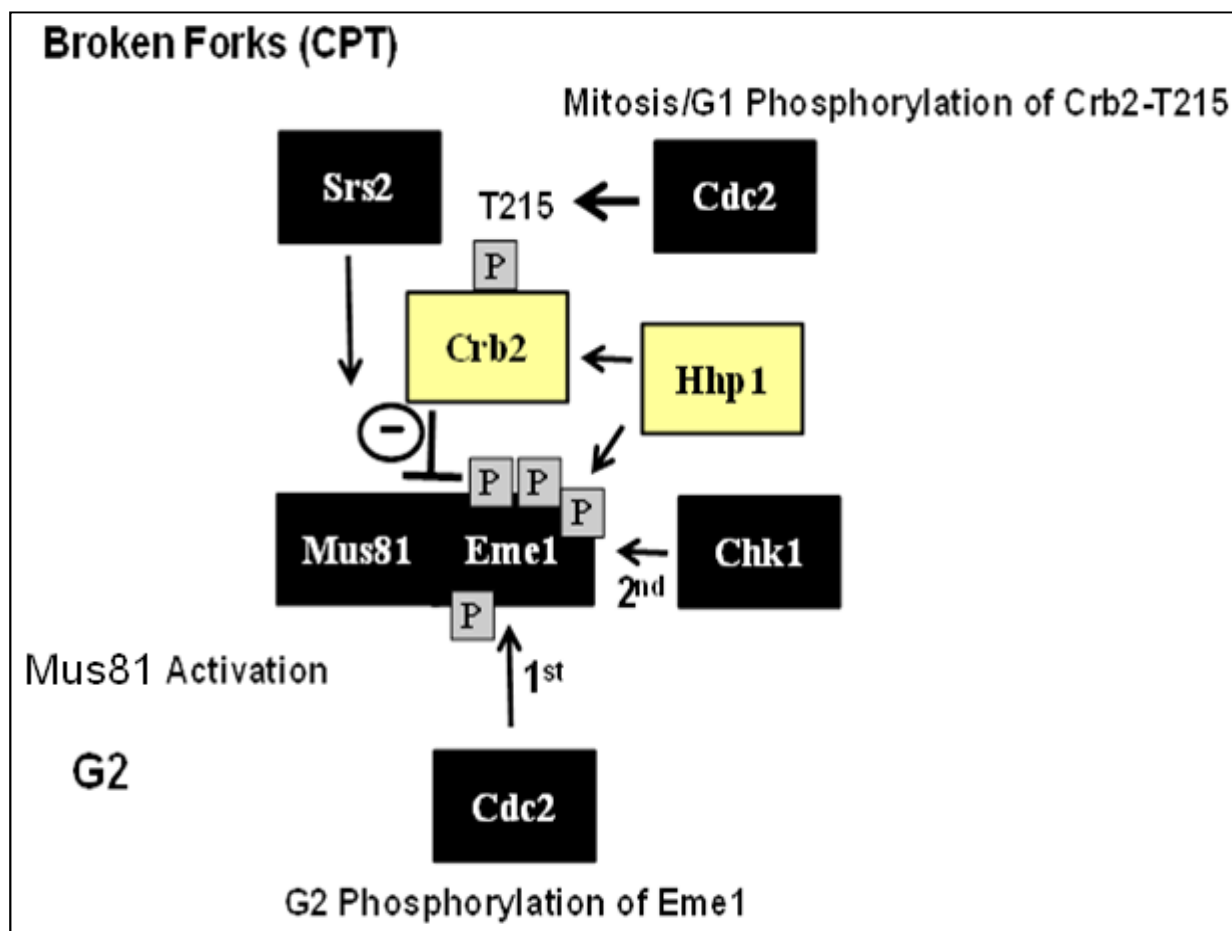 Broken Forks (CPT)
Mitosis/G1 Phosphorylation of Crb2-T215
Srs2
T215
Cdc2
P
Crb2
Hhp1
-
P P
P
Mus81 Eme1
Chk1
2nd
P
Mus81 Activation
1st
G2
Cdc2
G2 Phosphorylation of Eme1